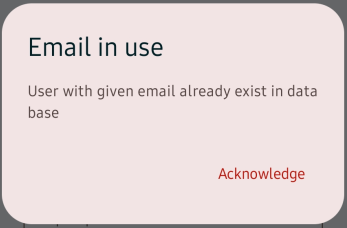 Email in use
User with given email already exist in data
base
Acknowledge